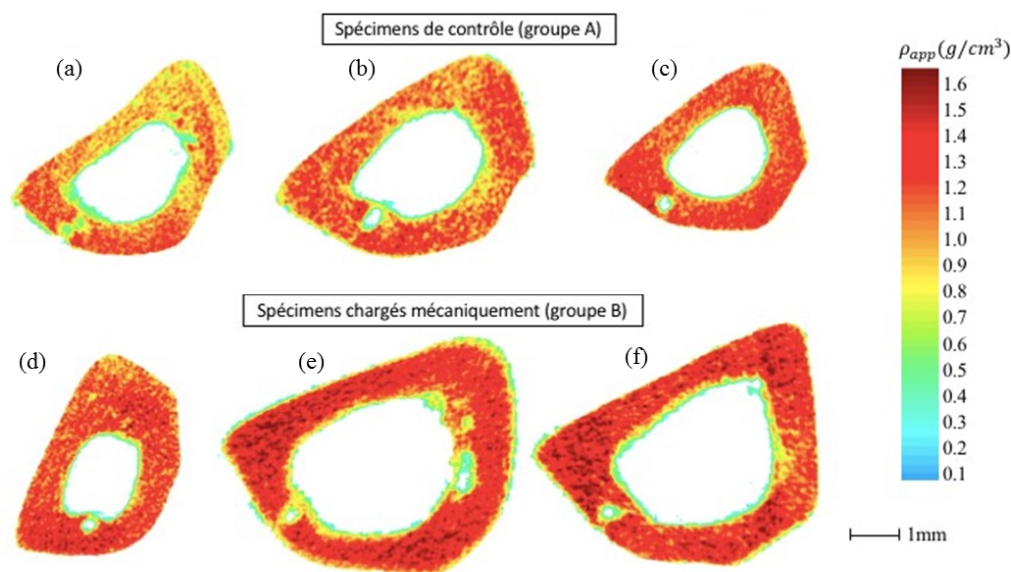 Spécimens de contrôle (groupe A)
(a)
(b)
(c)
Spécimens chargés mécaniquement (groupe B)
(d)
(e)
(f)
ρ_app(g/cm³)
1.6
1.5
1.4
1.3
1.2
1.1
1.0
0.9
0.8
0.7
0.6
0.5
0.4
0.3
0.2
0.1
1mm